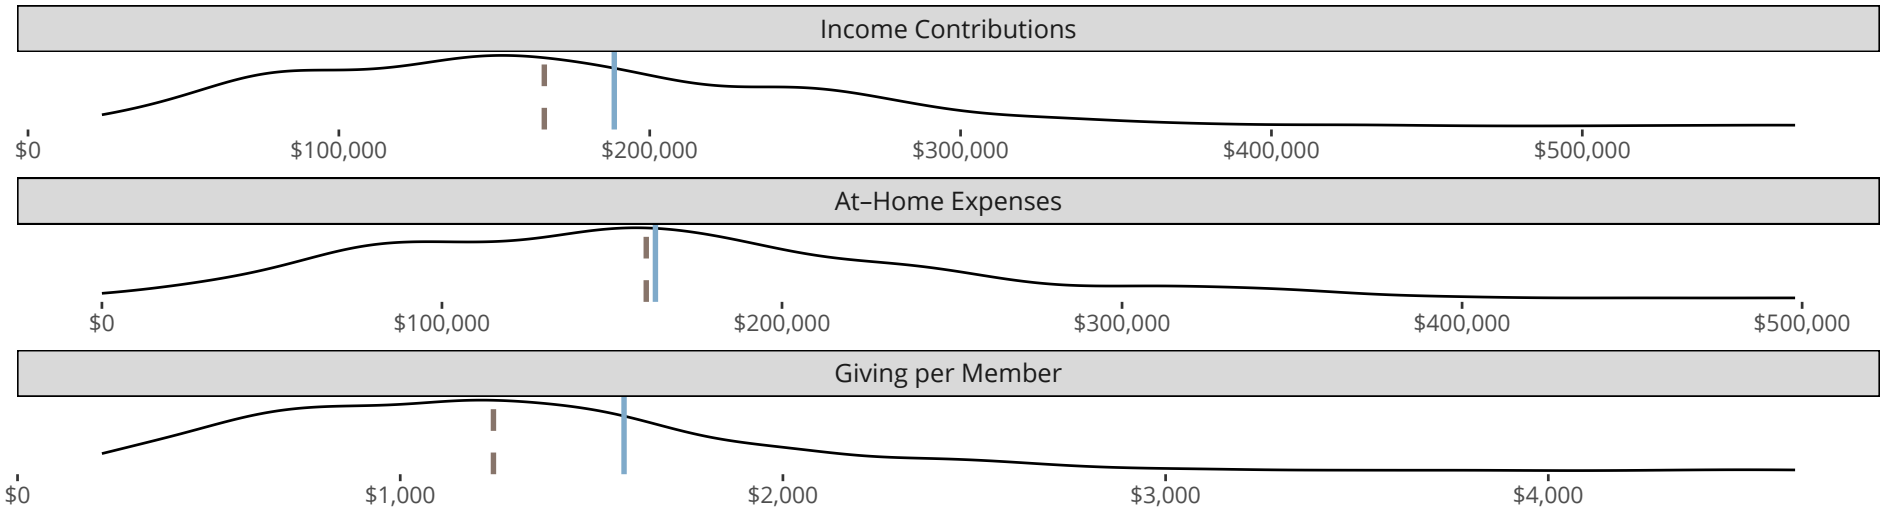 Income Contributions
$0 $100,000 $200,000 $300,000 $400,000 $500,000
At–Home Expenses
$0 $100,000 $200,000 $300,000 $400,000 $500,000
Giving per Member
$0 $1,000 $2,000 $3,000 $4,000